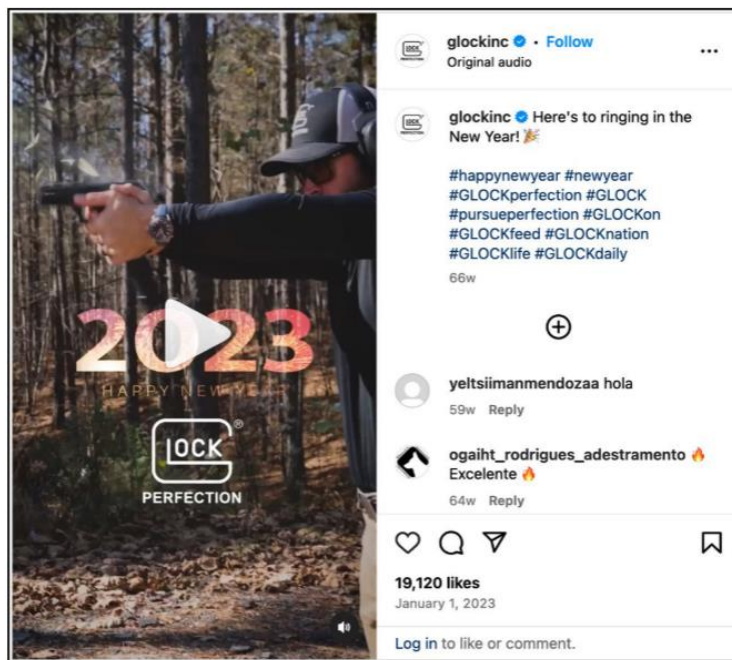 2023
HAPPY NEW YEAR
GLOCK®
PERFECTION
glockinc • Follow
Original audio
glockinc Here's to ringing in the
New Year! 🎉
#happynewyear #newyear
#GLOCKperfection #GLOCK
#pursueperfection #GLOCKon
#GLOCKfeed #GLOCKnation
#GLOCKlife #GLOCKdaily
66w
yeltsiimanmendozaa hola
59w Reply
ogaiht_rodrigues_adestramento 🔥
Excelente 🔥
64w Reply
19,120 likes
January 1, 2023
Log in to like or comment.